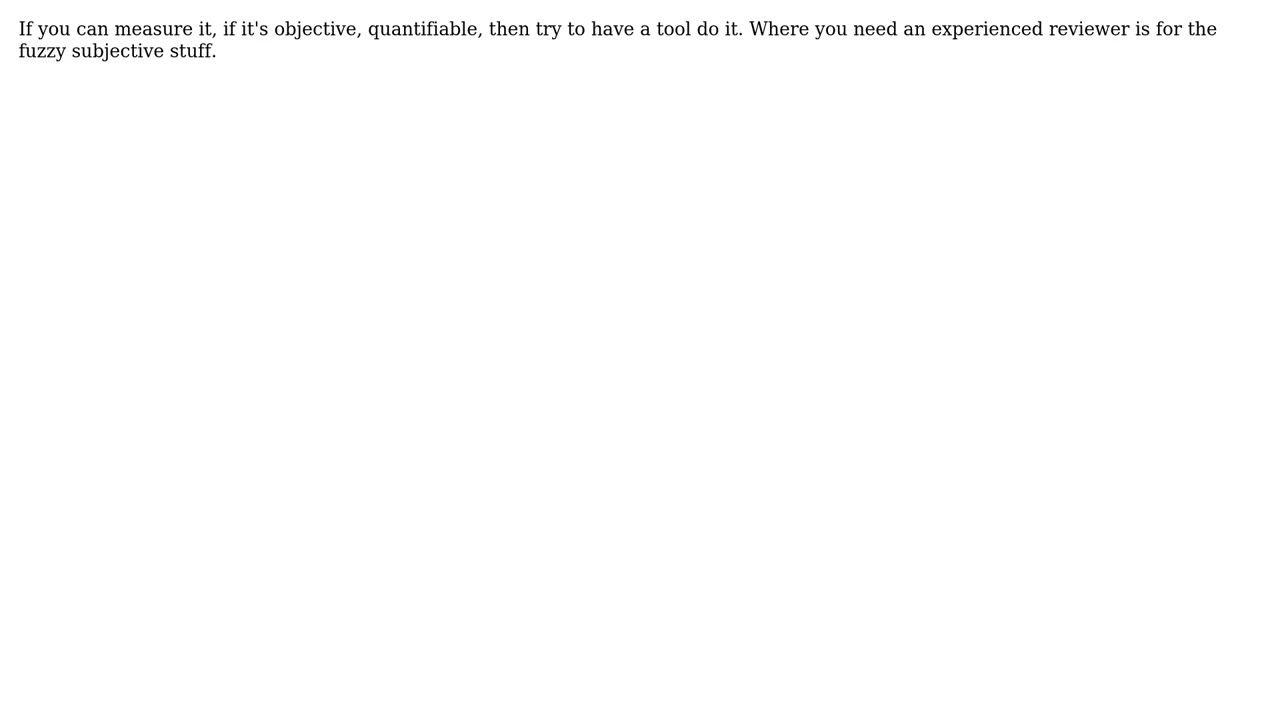 If you can measure it, if it's objective, quantifiable, then try to have a tool do it. Where you need an experienced reviewer is for the
fuzzy subjective stuff.